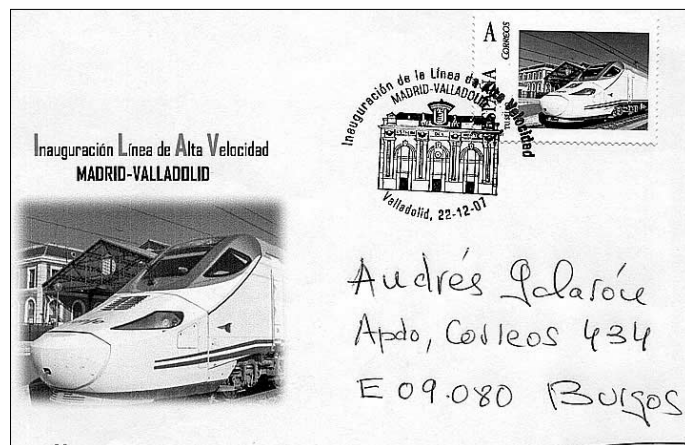 A
CORREOS
Inauguración de la Línea de Alta Velocidad
MADRID-VALLADOLID
Valladolid, 22-12-07
Inauguración Línea de Alta Velocidad
MADRID-VALLADOLID
Andrés
Apdo, Correos 434
E 09.080 Burgos